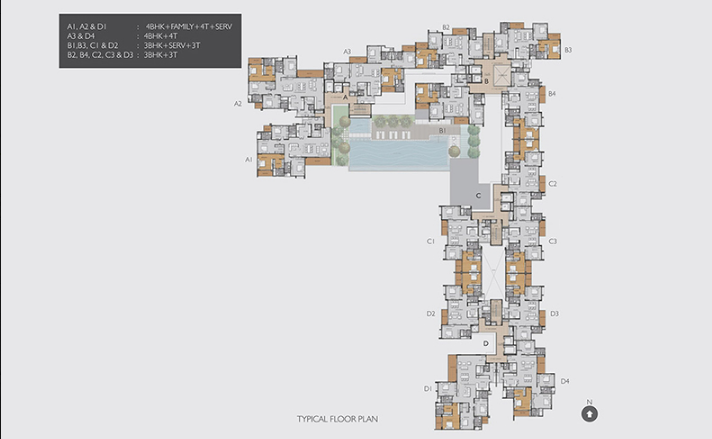 A1, A2 & D1 : 4BHK+FAMILY+4T+SERV
A3 & D4 : 4BHK+4T
B1,B3, C1 & D2 : 3BHK+SERV+3T
B2, B4, C2, C3 & D3 : 3BHK+3T
B2
B3
A3
B
A
A2
B4
B1
A1
C2
C
C1
C3
D2
D3
D
D1
D4
N
TYPICAL FLOOR PLAN